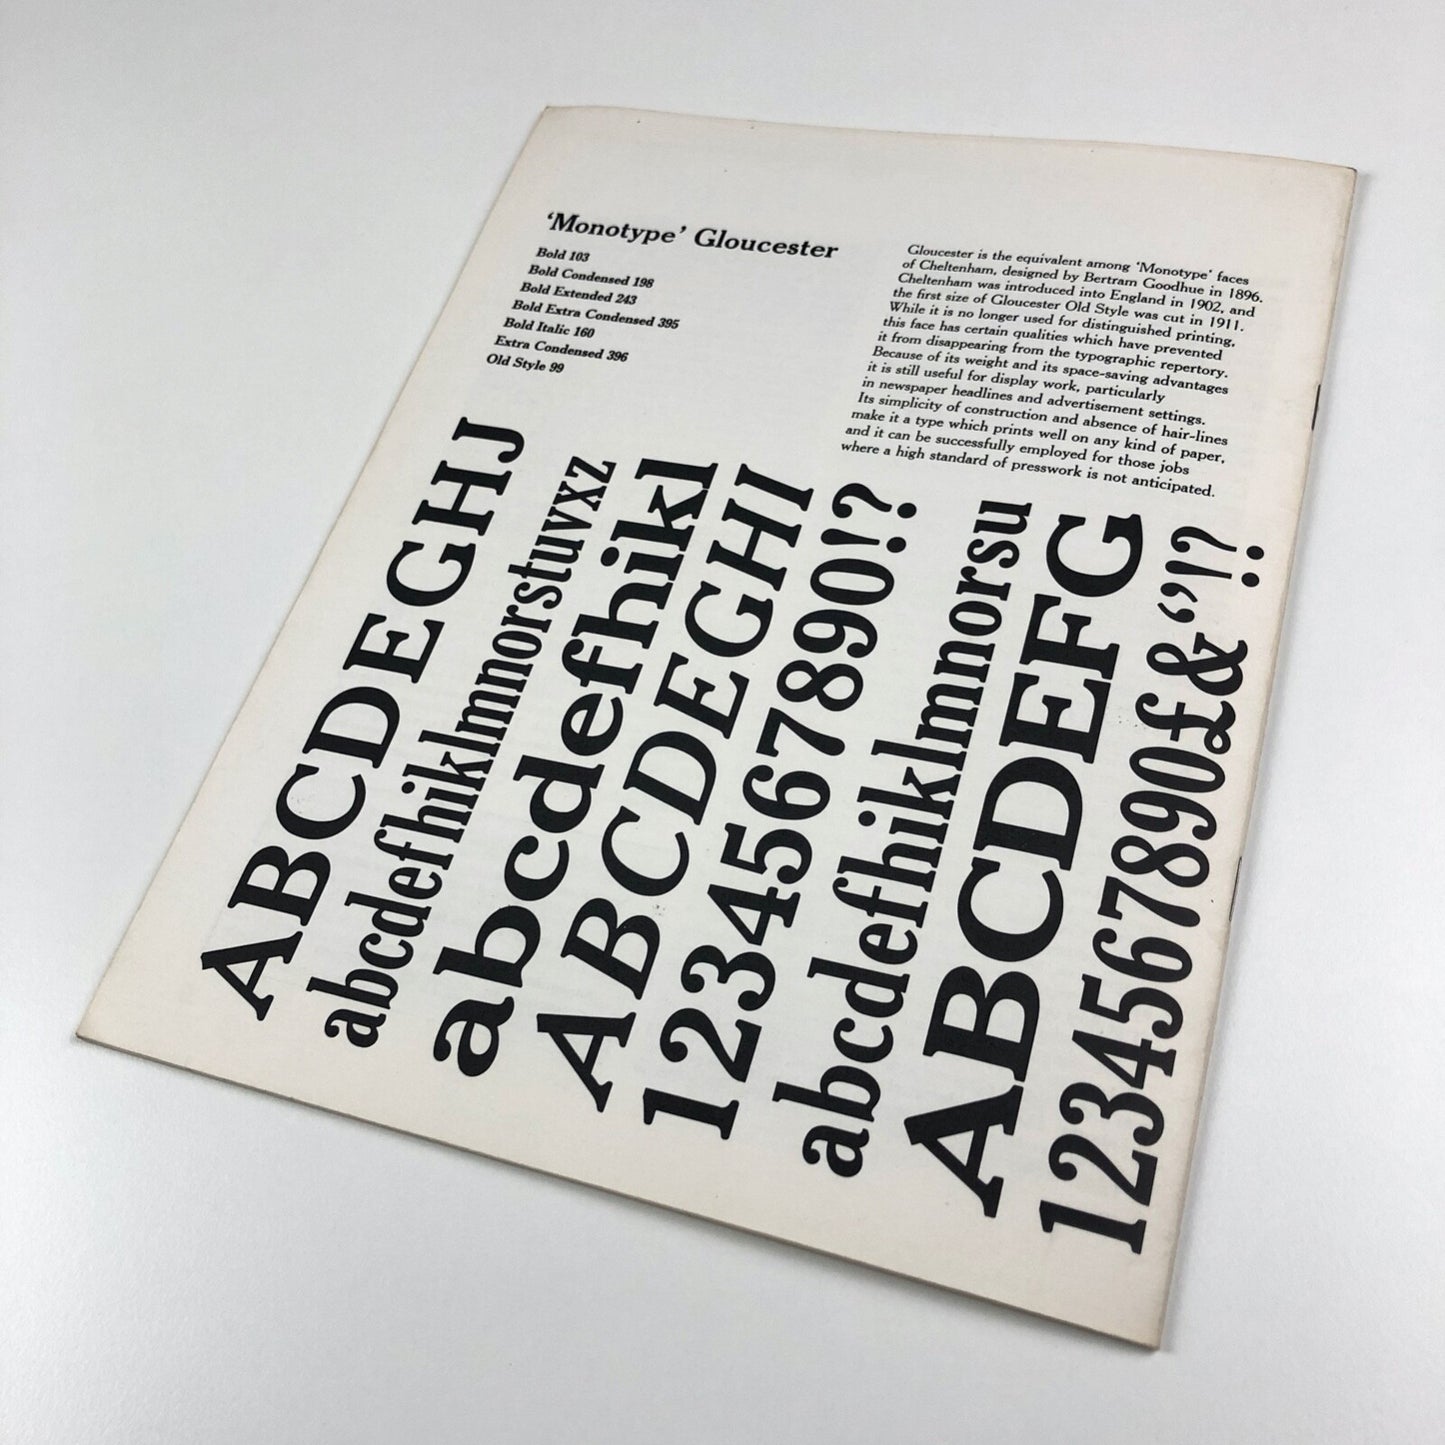 ‘Monotype’ Gloucester
Bold 103
Bold Condensed 198
Bold Extended 243
Bold Extra Condensed 395
Bold Italic 160
Extra Condensed 396
Old Style 99
Gloucester is the equivalent among ‘Monotype’ faces
of Cheltenham, designed by Bertram Goodhue in 1896.
Cheltenham was introduced into England in 1902, and
the first size of Gloucester Old Style was cut in 1911.
While it is no longer used for distinguished printing,
this face has certain qualities which have prevented
it from disappearing from the typographic repertory.
Because of its weight and its space-saving advantages
it is still useful for display work, particularly
in newspaper headlines and advertisement settings.
Its simplicity of construction and absence of hair-lines
make it a type which prints well on any kind of paper,
and it can be successfully employed for those jobs
where a high standard of presswork is not anticipated.
ABCDEGHJ
abcdefhiklmnorstuvxz
abcdefhikl
ABCDEGHI
1234567890!?
abcdefhiklmnorsu
ABCDEFG
1234567890£&“”!?